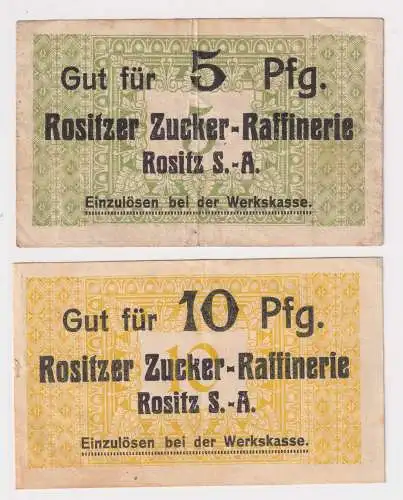 Gut für 5 Pfg.
Rositzer Zucker-Raffinerie
Rositz S.-A.
Einzulösen bei der Werkskasse.
Gut für 10 Pfg.
Rositzer Zucker-Raffinerie
Rositz S.-A.
Einzulösen bei der Werkskasse.